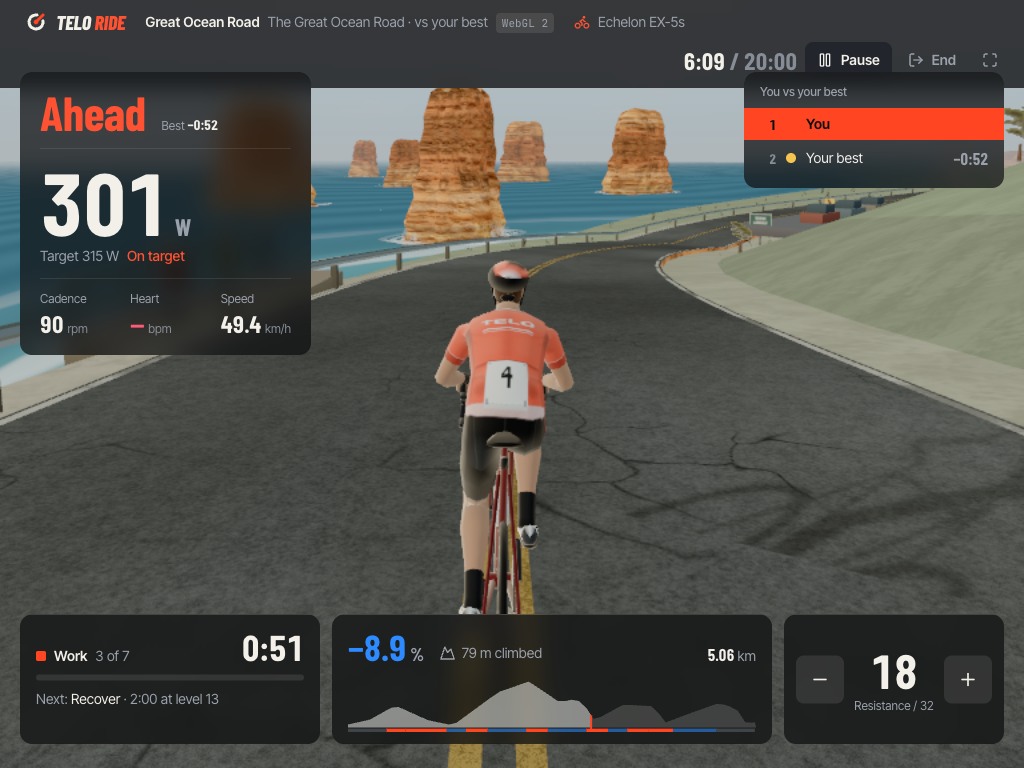 TELO RIDE Great Ocean Road The Great Ocean Road · vs your best WebGL 2 Echelon EX-5s
6:09 / 20:00 Pause End
Ahead Best −0:52
301 W
Target 315 W On target
Cadence Heart Speed
90 rpm – bpm 49.4 km/h
You vs your best
1 You
2 Your best −0:52
TELO
4
Work 3 of 7 0:51
Next: Recover · 2:00 at level 13
−8.9 % 79 m climbed 5.06 km
− 18 +
Resistance / 32